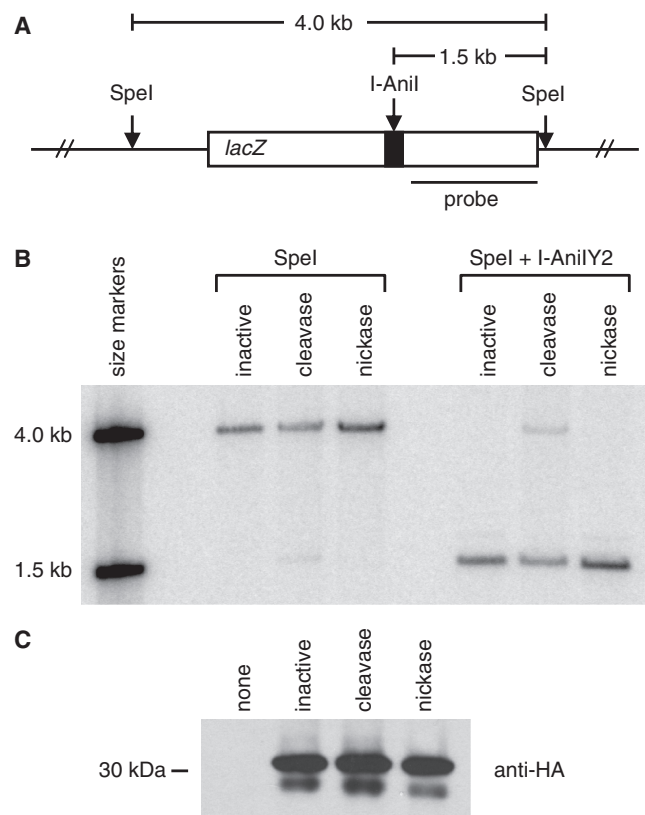 A
4.0 kb
1.5 kb
I-AniI
SpeI
SpeI
lacZ
probe
B
size markers
SpeI
SpeI + I-AniIY2
inactive
cleavase
nickase
inactive
cleavase
nickase
4.0 kb
1.5 kb
C
none
inactive
cleavase
nickase
30 kDa
anti-HA